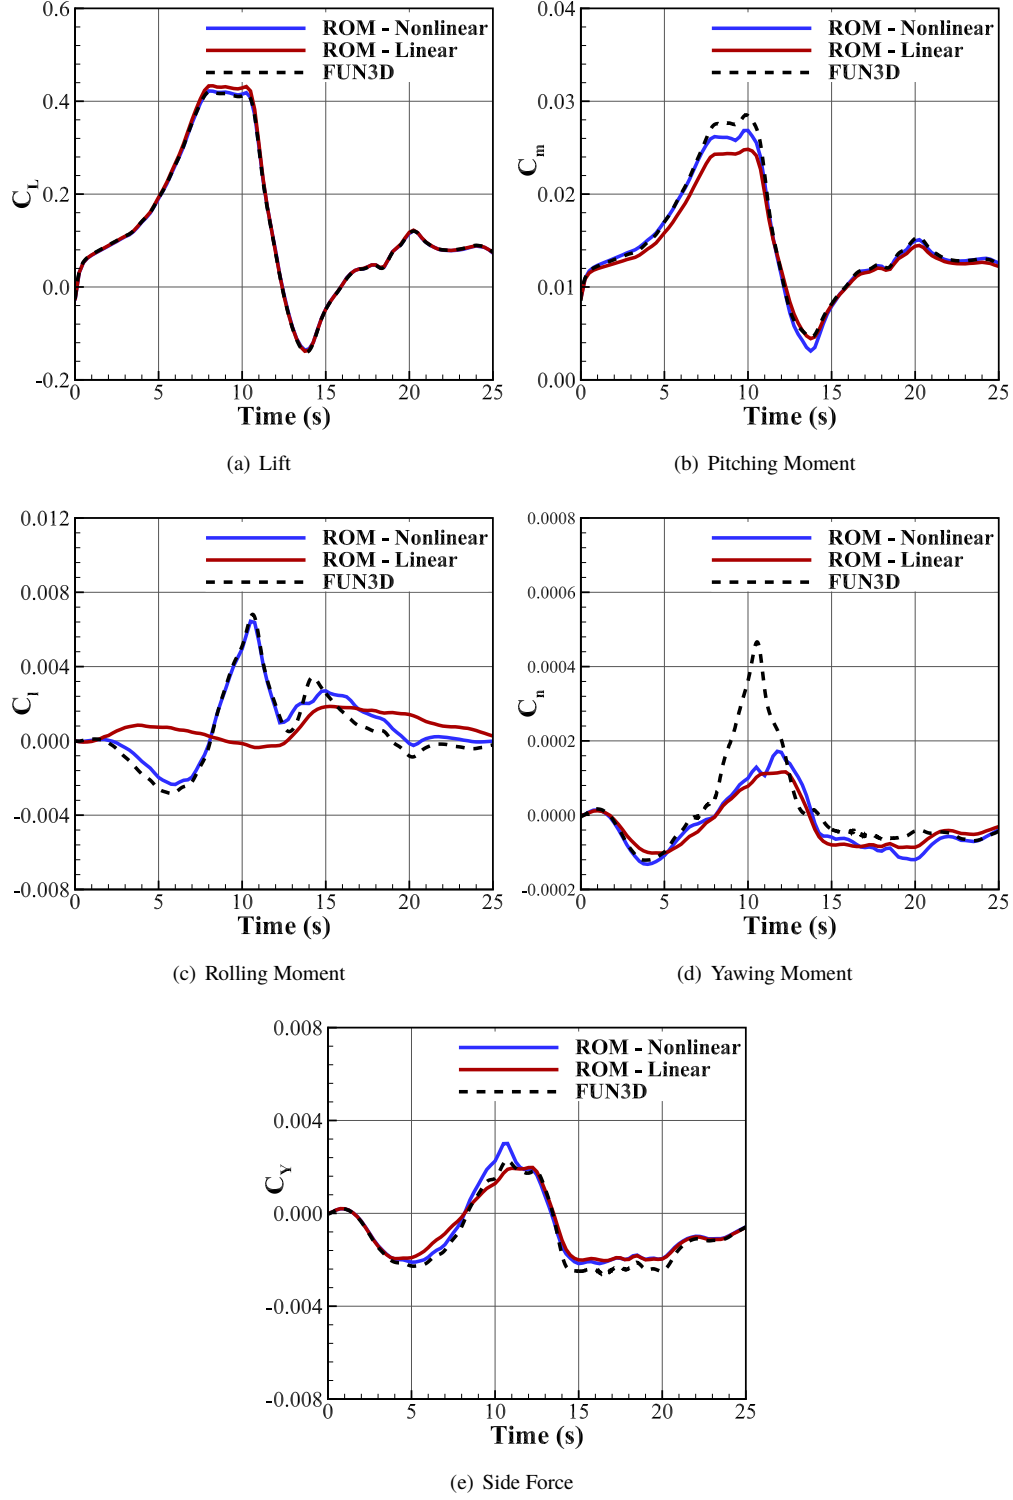 0.6
ROM - Nonlinear
ROM - Linear
FUN3D
0.4
C_L
0.2
0.0
-0.2
0 5 10 15 20 25
Time (s)
(a) Lift
0.04
ROM - Nonlinear
ROM - Linear
FUN3D
0.03
C_m
0.02
0.01
0.00
0 5 10 15 20 25
Time (s)
(b) Pitching Moment
0.012
ROM - Nonlinear
ROM - Linear
FUN3D
0.008
0.004
C_l
0.000
-0.004
-0.008
0 5 10 15 20 25
Time (s)
(c) Rolling Moment
0.0008
ROM - Nonlinear
ROM - Linear
FUN3D
0.0006
0.0004
C_n
0.0002
0.0000
-0.0002
0 5 10 15 20 25
Time (s)
(d) Yawing Moment
0.008
ROM - Nonlinear
ROM - Linear
FUN3D
0.004
C_Y
0.000
-0.004
-0.008
0 5 10 15 20 25
Time (s)
(e) Side Force